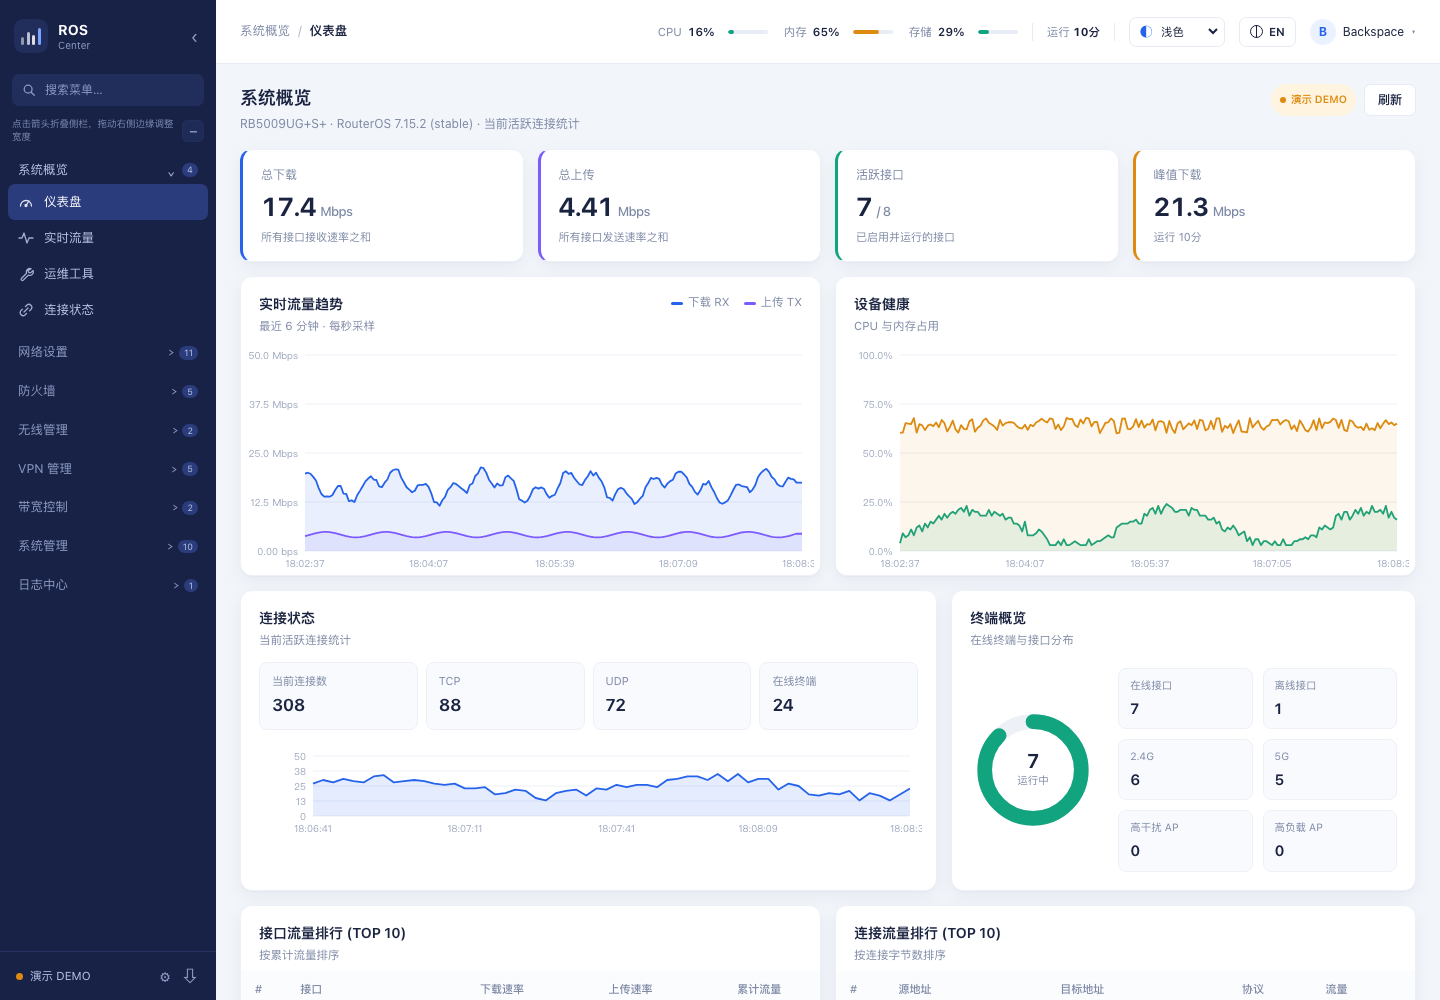 ROS
Center
搜索菜单...
点击箭头折叠侧栏，拖动右侧边缘调整
宽度
系统概览 4
仪表盘
实时流量
运维工具
连接状态
网络设置 > 11
防火墙 > 5
无线管理 > 2
VPN 管理 > 5
带宽控制 > 2
系统管理 > 10
日志中心 > 1
演示 DEMO
系统概览 / 仪表盘
CPU 16% 内存 65% 存储 29% 运行 10分 浅色 EN B Backspace
系统概览
RB5009UG+S+ · RouterOS 7.15.2 (stable) · 当前活跃连接统计
演示 DEMO 刷新
总下载
17.4 Mbps
所有接口接收速率之和
总上传
4.41 Mbps
所有接口发送速率之和
活跃接口
7 / 8
已启用并运行的接口
峰值下载
21.3 Mbps
运行 10分
实时流量趋势
最近 6 分钟 · 每秒采样
下载 RX 上传 TX
50.0 Mbps
37.5 Mbps
25.0 Mbps
12.5 Mbps
0.00 bps
18:02:37 18:04:07 18:05:39 18:07:09 18:08:3
设备健康
CPU 与内存占用
100.0%
75.0%
50.0%
25.0%
0.0%
18:02:37 18:04:07 18:05:37 18:07:05 18:08:3
连接状态
当前活跃连接统计
当前连接数
308
TCP
88
UDP
72
在线终端
24
50
38
25
13
0
18:06:41 18:07:11 18:07:41 18:08:09 18:08:3
终端概览
在线终端与接口分布
7
运行中
在线接口
7
离线接口
1
2.4G
6
5G
5
高干扰 AP
0
高负载 AP
0
接口流量排行 (TOP 10)
按累计流量排序
# 接口 下载速率 上传速率 累计流量
连接流量排行 (TOP 10)
按连接字节数排序
# 源地址 目标地址 协议 流量